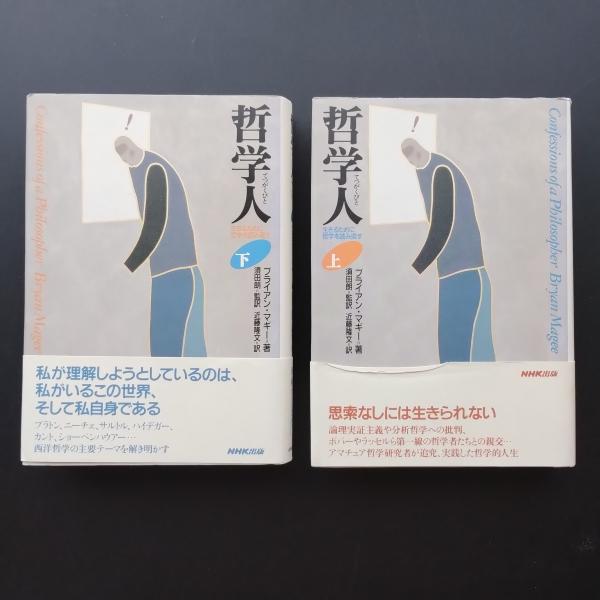 Confessions of a Philosopher Bryan Magee
哲学人
てつがくびと
生きるために
哲学を読み直す
下
ブライアン・マギー・著
須田朗・監訳 近藤隆文・訳
私が理解しようとしているのは、
私がいるこの世界、
そして私自身である
プラトン、ニーチェ、サルトル、ハイデガー、
カント、ショーペンハウアー…
西洋哲学の主要テーマを解き明かす
NHK出版
哲学人
てつがくびと
生きるために
哲学を読み直す
上
ブライアン・マギー・著
須田朗・監訳 近藤隆文・訳
Confessions of a Philosopher Bryan Magee
NHK出版
思索なしには生きられない
論理実証主義や分析哲学への批判、
ポパーやラッセルら第一線の哲学者たちとの親交…
アマチュア哲学研究者が追究、実践した哲学的人生